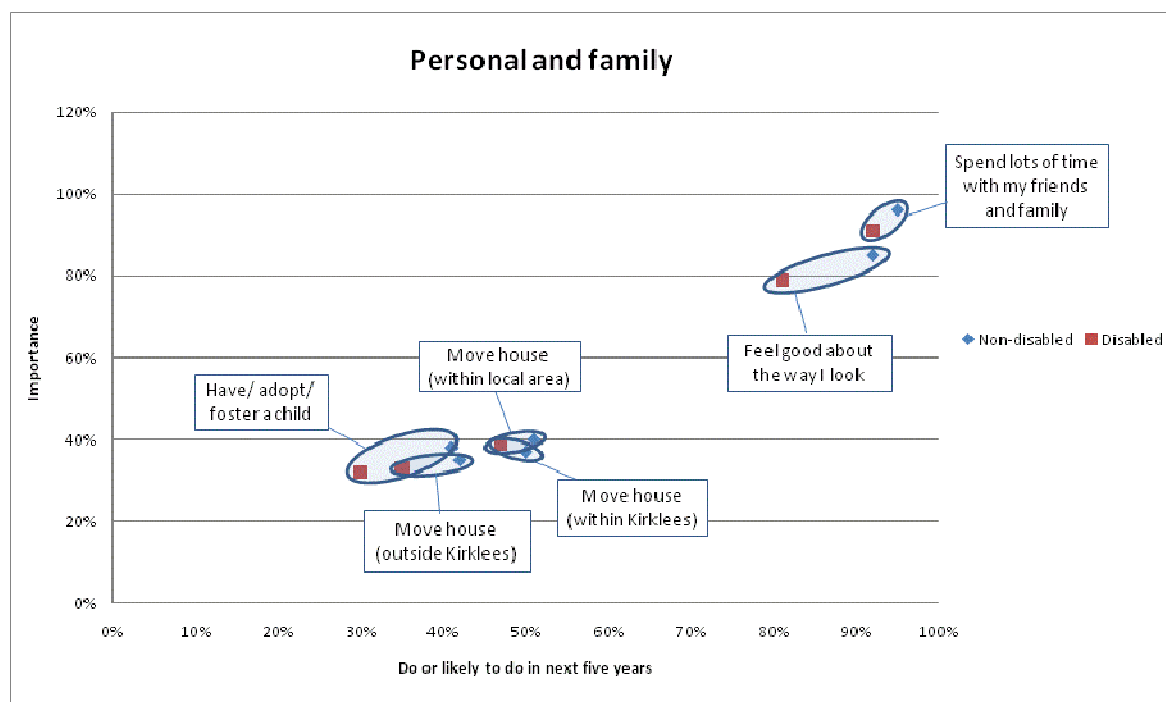 Personal and family
120%
100%
80%
60%
40%
20%
0%
Importance
0% 10% 20% 30% 40% 50% 60% 70% 80% 90% 100%
Do or likely to do in next five years
Spend lots of time
with my friends
and family
Feel good about
the way I look
Move house
(within local area)
Have/ adopt/
foster a child
Move house
(within Kirklees)
Move house
(outside Kirklees)
Non-disabled Disabled